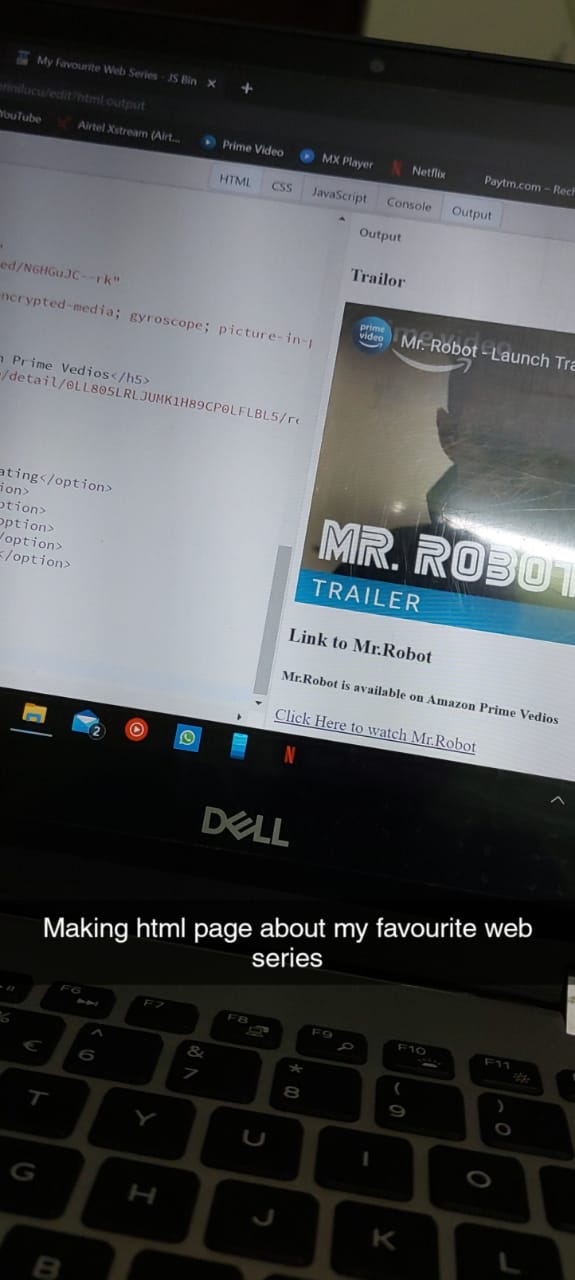 My Favourite Web Series - JS Bin
edit?html,output
YouTube
Airtel Xstream (Airt...
Prime Video
MX Player
Netflix
Paytm.com – Rech
HTML
CSS
JavaScript
Console
Output
ed/N6HGuJC--rk"
ncrypted-media; gyroscope; picture-in-p
Prime Vedios</h5>
/detail/0LL805LRLJUMK1H89CP0LFLBL5/re
ating</option>
ion>
ption>
option>
/option>
</option>
Output
Trailor
prime
video
Mr. Robot - Launch Tra
MR. ROBOT
TRAILER
Link to Mr.Robot
Mr.Robot is available on Amazon Prime Vedios
Click Here to watch Mr.Robot
2
DELL
Making html page about my favourite web
series
F6
F7
F8
F9
F10
F11
%
€
^
6
&
7
*
8
(
9
)
0
T
Y
U
I
O
G
H
J
K
L
B